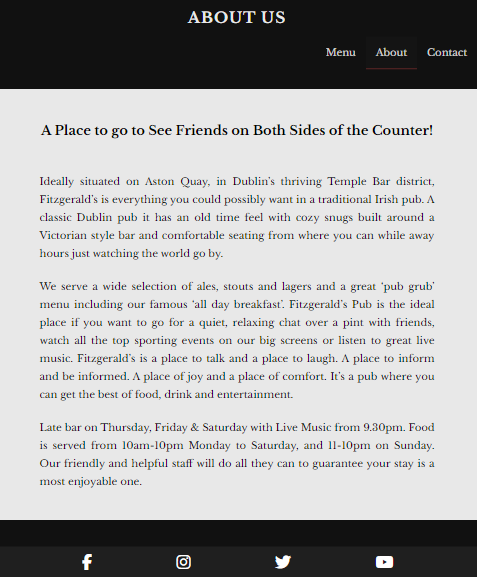 ABOUT US
Menu About Contact
A Place to go to See Friends on Both Sides of the Counter!
Ideally situated on Aston Quay, in Dublin’s thriving Temple Bar district,
Fitzgerald’s is everything you could possibly want in a traditional Irish pub. A
classic Dublin pub it has an old time feel with cozy snugs built around a
Victorian style bar and comfortable seating from where you can while away
hours just watching the world go by.
We serve a wide selection of ales, stouts and lagers and a great ‘pub grub’
menu including our famous ‘all day breakfast’. Fitzgerald’s Pub is the ideal
place if you want to go for a quiet, relaxing chat over a pint with friends,
watch all the top sporting events on our big screens or listen to great live
music. Fitzgerald’s is a place to talk and a place to laugh. A place to inform
and be informed. A place of joy and a place of comfort. It’s a pub where you
can get the best of food, drink and entertainment.
Late bar on Thursday, Friday & Saturday with Live Music from 9.30pm. Food
is served from 10am-10pm Monday to Saturday, and 11-10pm on Sunday.
Our friendly and helpful staff will do all they can to guarantee your stay is a
most enjoyable one.